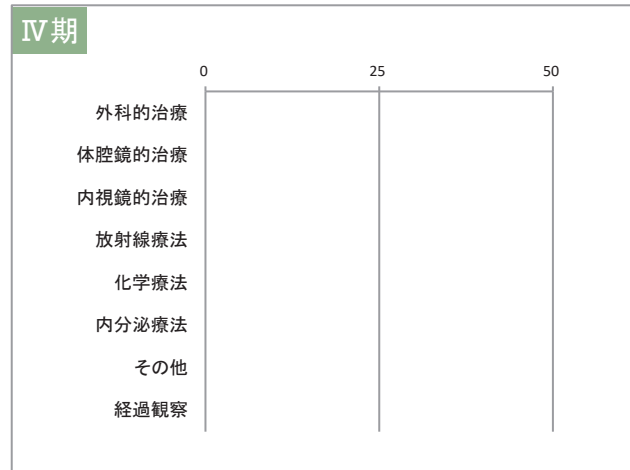 Ⅳ期
0 25 50
外科的治療
体腔鏡的治療
内視鏡的治療
放射線療法
化学療法
内分泌療法
その他
経過観察